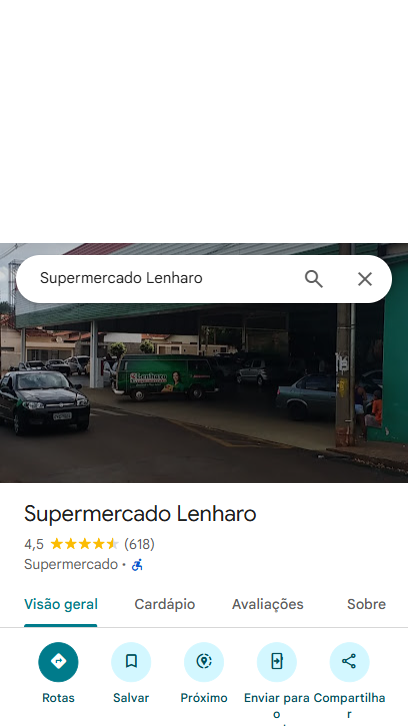 Supermercado Lenharo
Lenharo
Supermercado Lenharo
4,5 (618)
Supermercado ·
Visão geral Cardápio Avaliações Sobre
Rotas Salvar Próximo Enviar para o Compartilhar